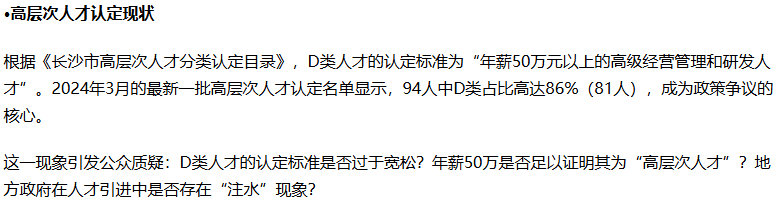 •高层次人才认定现状
根据《长沙市高层次人才分类认定目录》，D类人才的认定标准为“年薪50万元以上的高级经营管理和研发人
才”。2024年3月的最新一批高层次人才认定名单显示，94人中D类占比高达86%（81人），成为政策争议的
核心。
这一现象引发公众质疑：D类人才的认定标准是否过于宽松？年薪50万是否足以证明其为“高层次人才”？地
方政府在人才引进中是否存在“注水”现象？